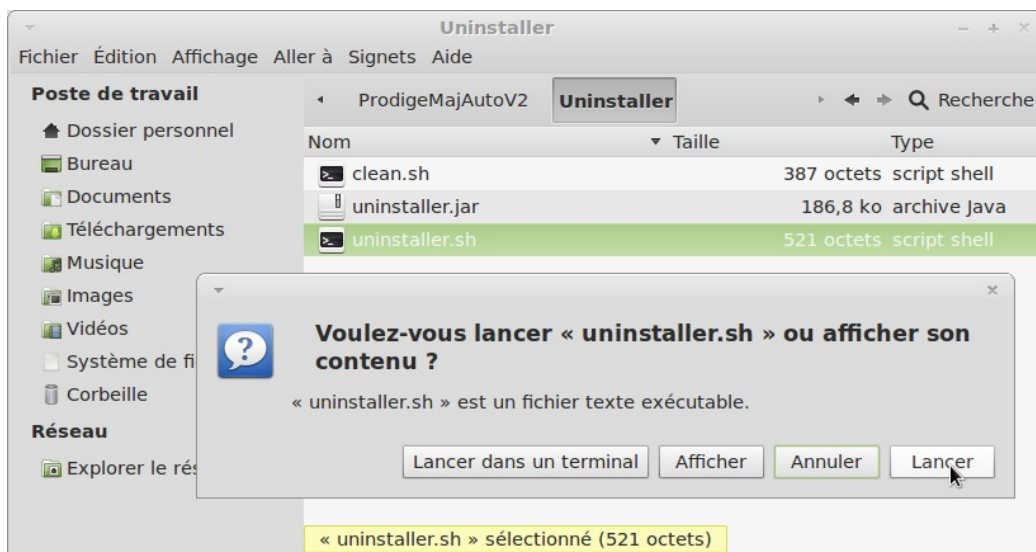 Uninstaller
Fichier Édition Affichage Aller à Signets Aide
Poste de travail
Dossier personnel
Bureau
Documents
Téléchargements
Musique
Images
Vidéos
Système de fi
Corbeille
Réseau
Explorer le rés
ProdigeMajAutoV2 Uninstaller Recherche
Nom Taille Type
clean.sh 387 octets script shell
uninstaller.jar 186,8 ko archive Java
uninstaller.sh 521 octets script shell
Voulez-vous lancer « uninstaller.sh » ou afficher son
contenu ?
« uninstaller.sh » est un fichier texte exécutable.
Lancer dans un terminal Afficher Annuler Lancer
« uninstaller.sh » sélectionné (521 octets)